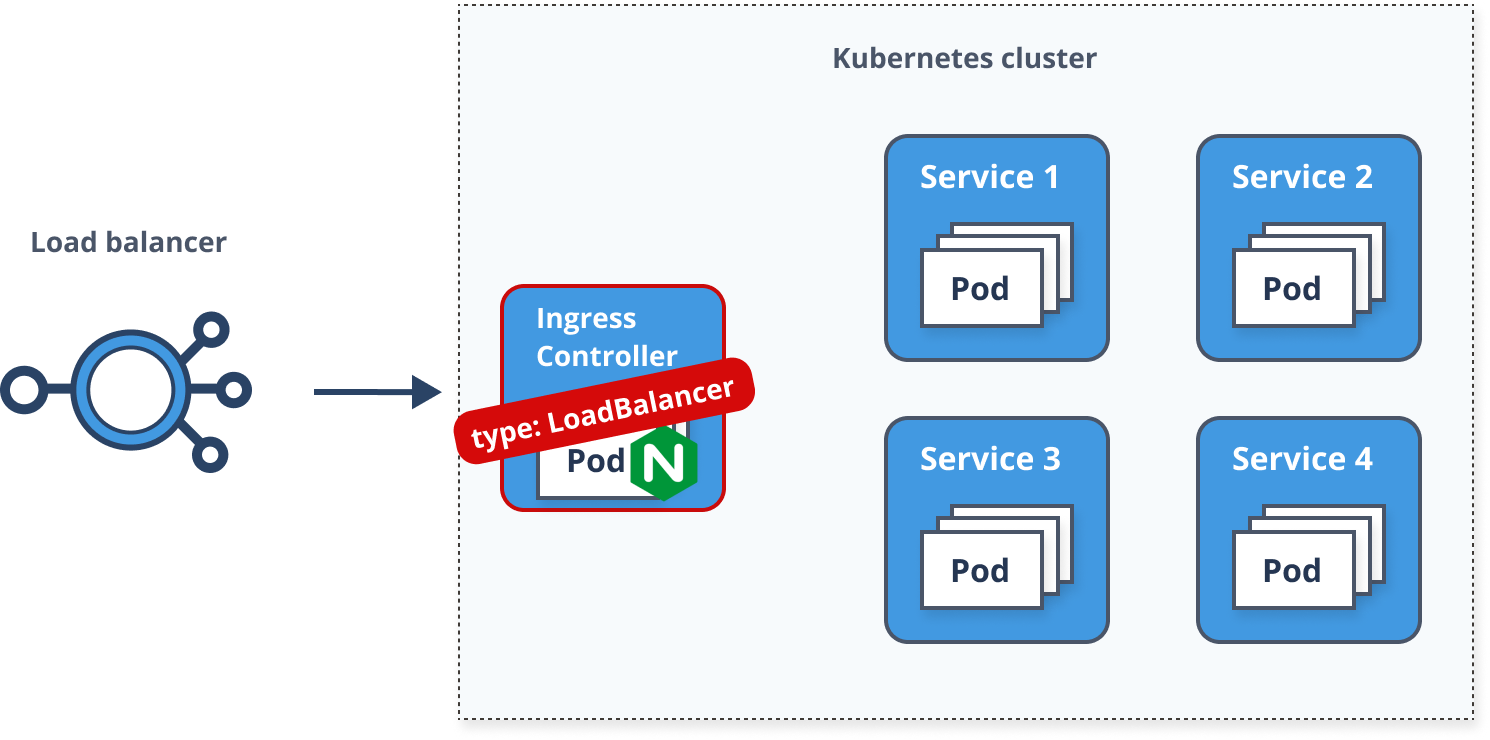 Kubernetes cluster
Load balancer
Ingress
Controller
type: LoadBalancer
Pod
N
Service 1
Pod
Service 2
Pod
Service 3
Pod
Service 4
Pod